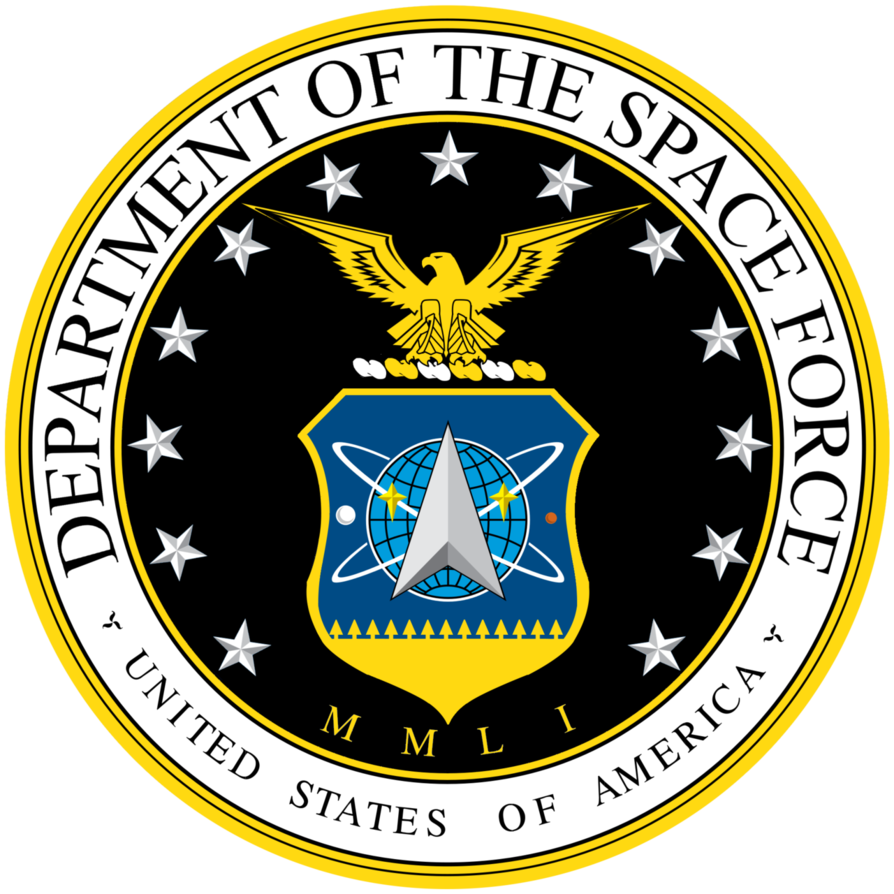 DEPARTMENT OF THE SPACE FORCE
MMLI
UNITED STATES OF AMERICA